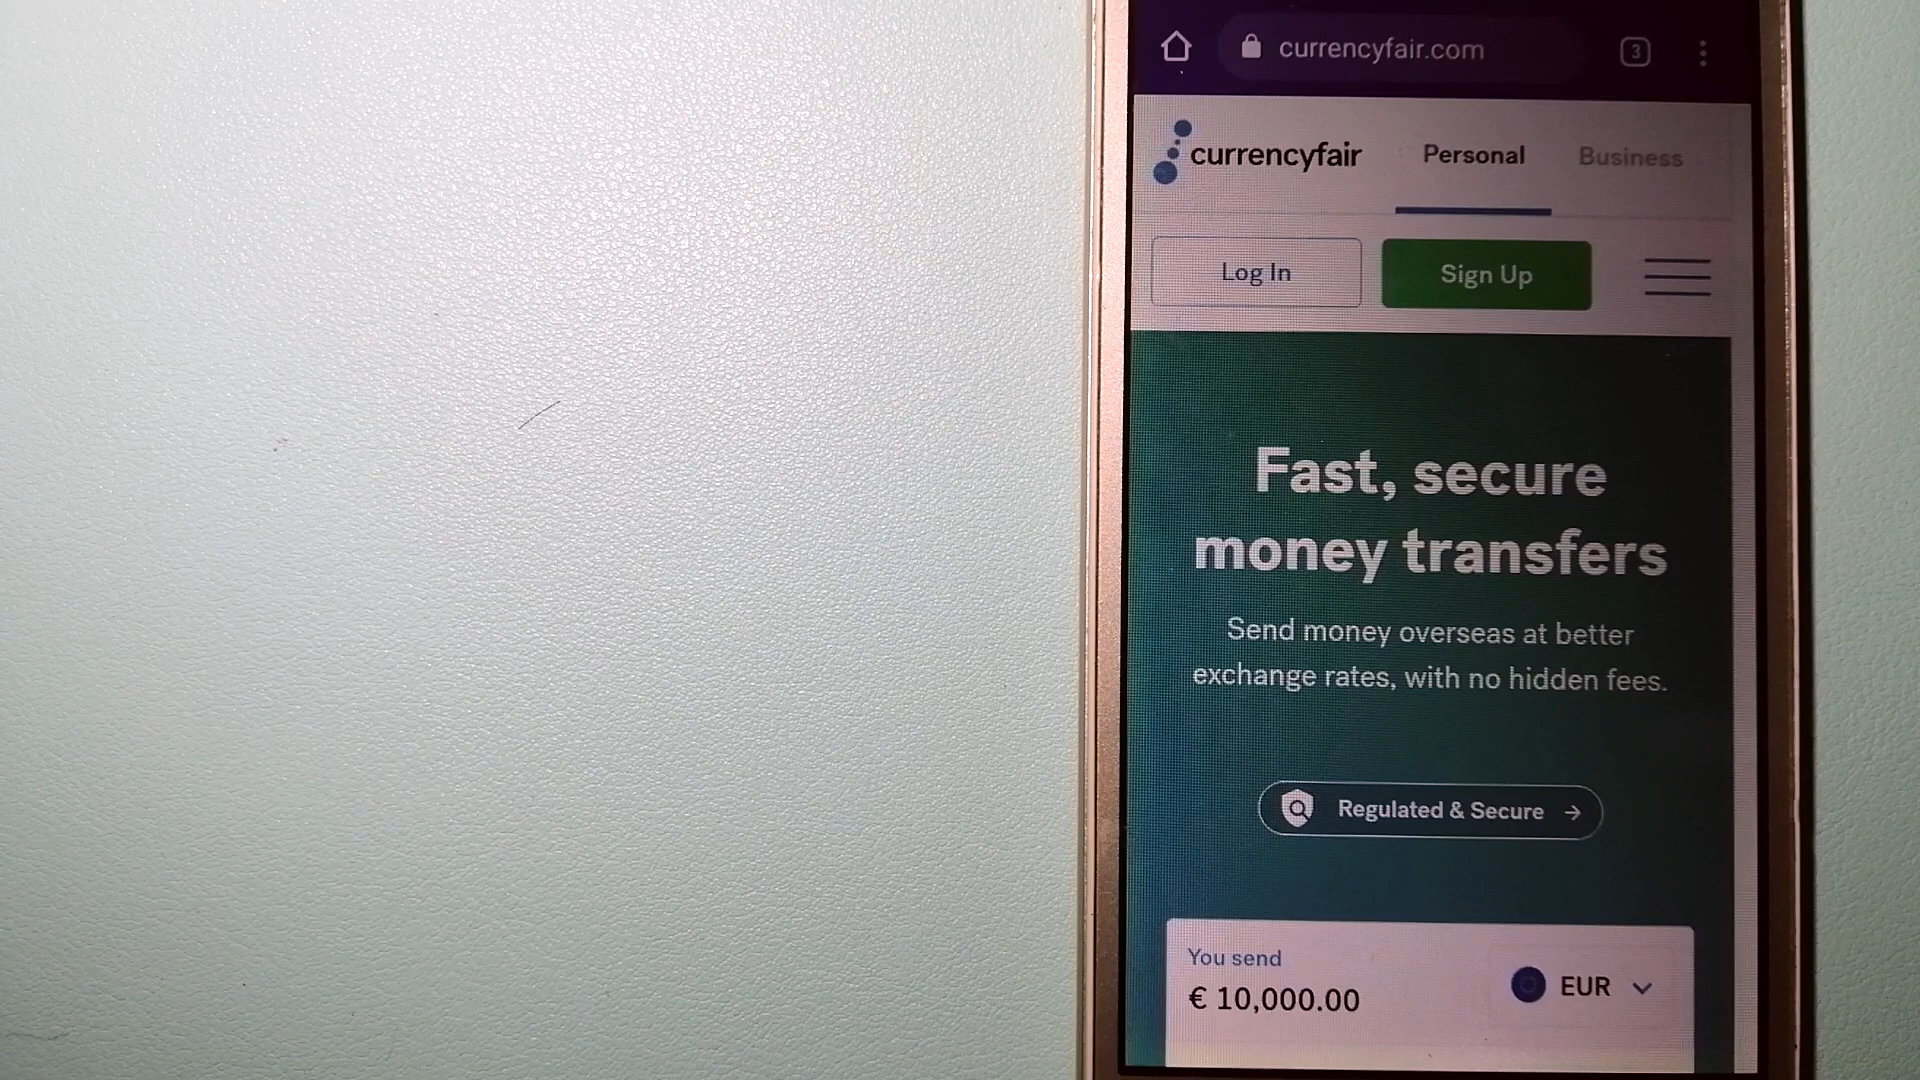 currencyfair.com
3
currencyfair
Personal
Business
Log In
Sign Up
Fast, secure
money transfers
Send money overseas at better
exchange rates, with no hidden fees.
Regulated & Secure →
You send
€ 10,000.00
EUR